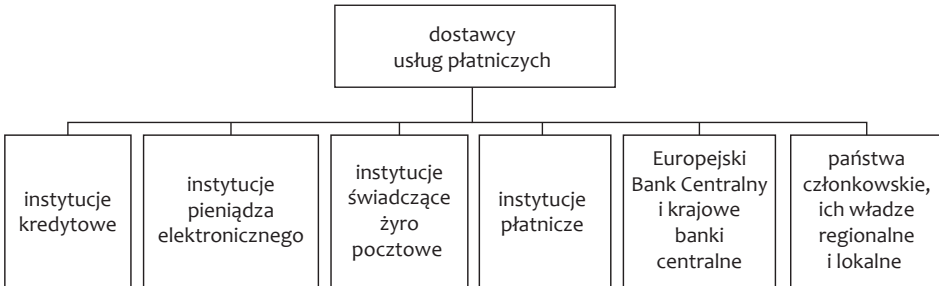 dostawcy
usług płatniczych
instytucje
kredytowe
instytucje
pieniądza
elektronicznego
instytucje
świadczące
żyro
pocztowe
instytucje
płatnicze
Europejski
Bank Centralny
i krajowe
banki
centralne
państwa
członkowskie,
ich władze
regionalne
i lokalne